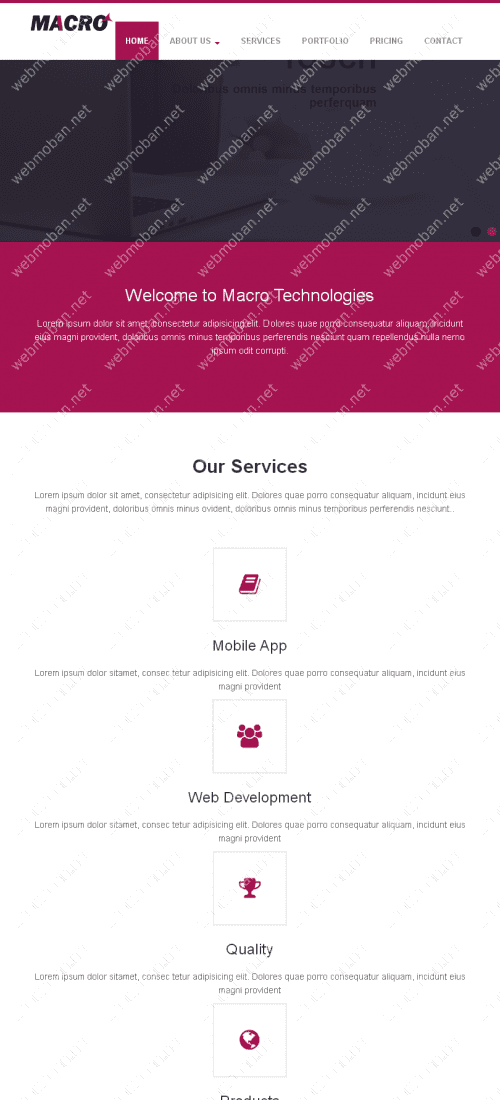 MACRO
HOME ABOUT US SERVICES PORTFOLIO PRICING CONTACT
omnis minus temporibus
perferquam
Welcome to Macro Technologies
Lorem ipsum dolor sit amet, consectetur adipisicing elit. Dolores quae porro consequatur aliquam, incidunt
eius magni provident, doloribus omnis minus temporibus perferendis nesciunt quam repellendus nulla nemo
ipsum odit corrupti.
Our Services
Lorem ipsum dolor sit amet, consectetur adipisicing elit. Dolores quae porro consequatur aliquam, incidunt eius
magni provident, doloribus omnis minus ovident, doloribus omnis minus temporibus perferendis nesciunt..
Mobile App
Lorem ipsum dolor sitamet, consec tetur adipisicing elit. Dolores quae porro consequatur aliquam, incidunt eius
magni provident
Web Development
Lorem ipsum dolor sitamet, consec tetur adipisicing elit. Dolores quae porro consequatur aliquam, incidunt eius
magni provident
Quality
Lorem ipsum dolor sitamet, consec tetur adipisicing elit. Dolores quae porro consequatur aliquam, incidunt eius
magni provident
Products
webmoban.net